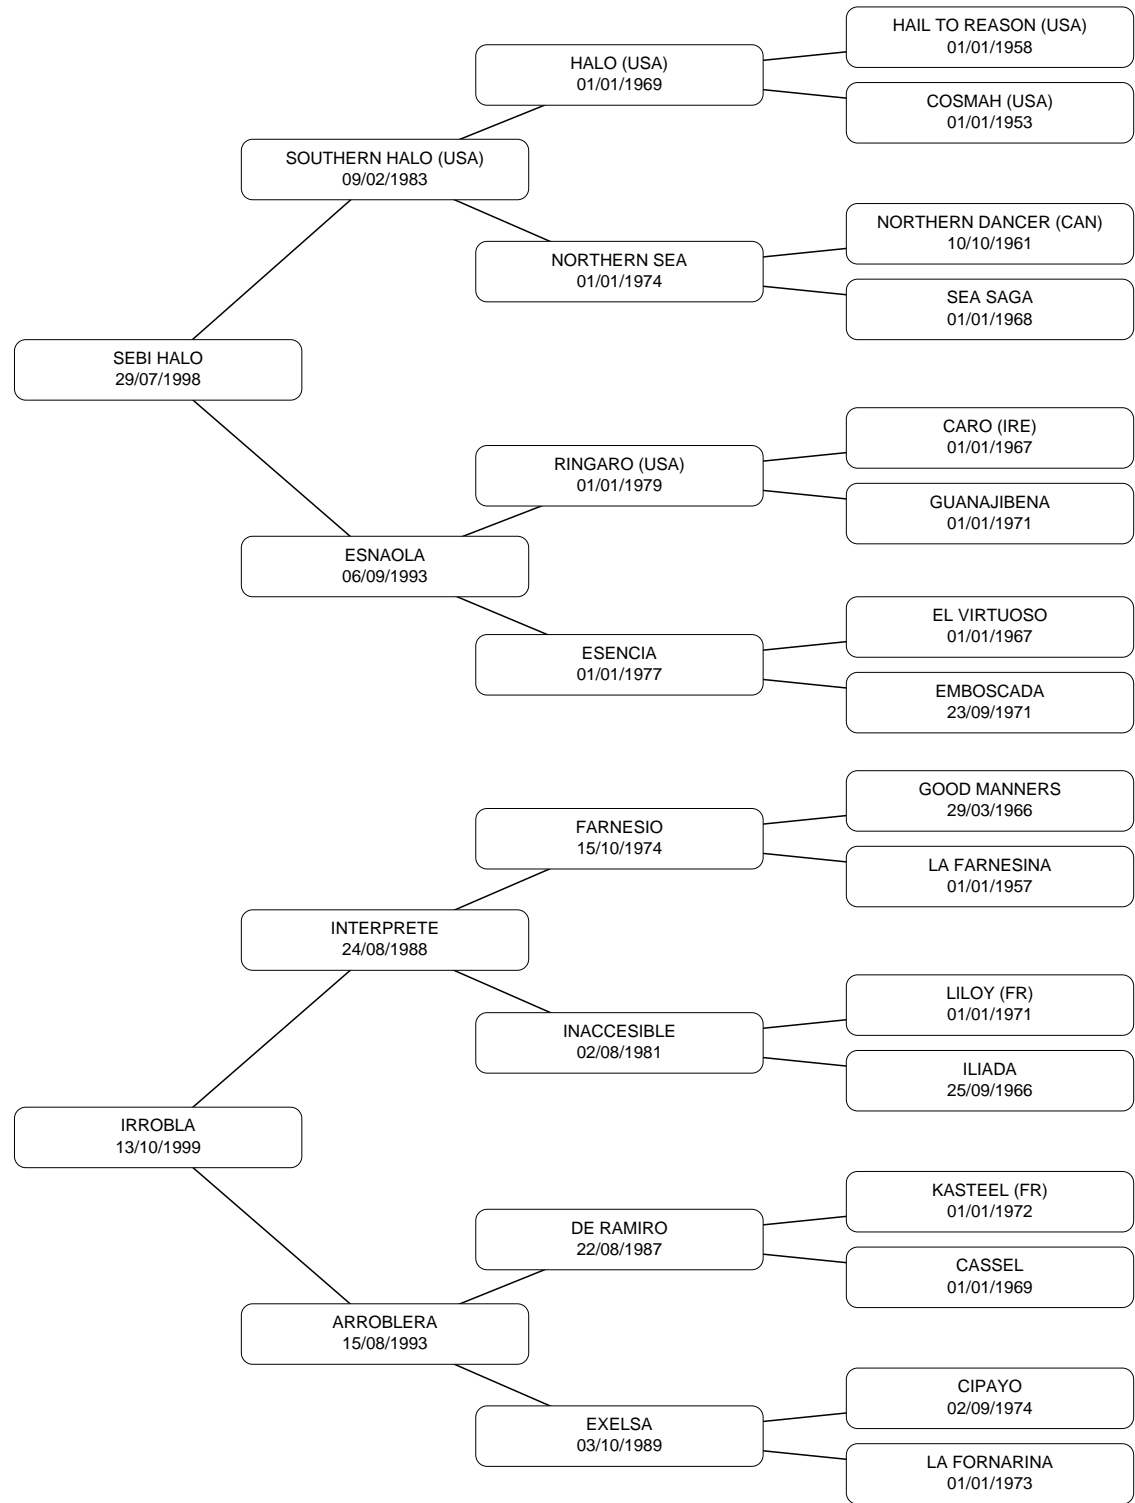 HAIL TO REASON (USA)
01/01/1958
HALO (USA)
01/01/1969
COSMAH (USA)
01/01/1953
SOUTHERN HALO (USA)
09/02/1983
NORTHERN DANCER (CAN)
10/10/1961
NORTHERN SEA
01/01/1974
SEA SAGA
01/01/1968
SEBI HALO
29/07/1998
CARO (IRE)
01/01/1967
RINGARO (USA)
01/01/1979
GUANAJIBENA
01/01/1971
ESNAOLA
06/09/1993
EL VIRTUOSO
01/01/1967
ESENCIA
01/01/1977
EMBOSCADA
23/09/1971
GOOD MANNERS
29/03/1966
FARNESIO
15/10/1974
LA FARNESINA
01/01/1957
INTERPRETE
24/08/1988
LILOY (FR)
01/01/1971
INACCESIBLE
02/08/1981
ILIADA
25/09/1966
IRROBLA
13/10/1999
KASTEEL (FR)
01/01/1972
DE RAMIRO
22/08/1987
CASSEL
01/01/1969
ARROBLERA
15/08/1993
CIPAYO
02/09/1974
EXELSA
03/10/1989
LA FORNARINA
01/01/1973